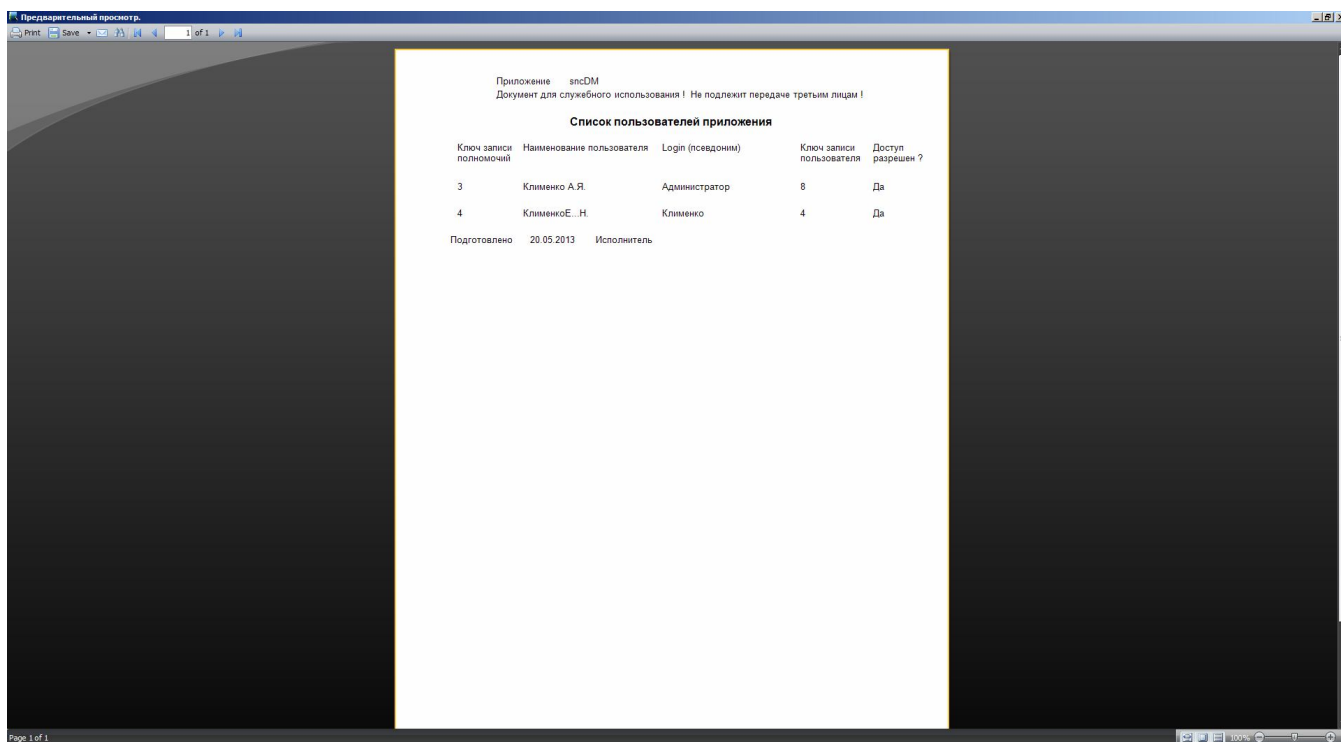 Предварительный просмотр.
Print Save 1 of 1
Приложение sncDM
Документ для служебного использования ! Не подлежит передаче третьим лицам !
Список пользователей приложения
Ключ записи полномочий Наименование пользователя Login (псевдоним) Ключ записи пользователя Доступ разрешен ?
3 Клименко А.Я. Администратор 8 Да
4 КлименкоЕ...Н. Клименко 4 Да
Подготовлено 20.05.2013 Исполнитель
Page 1 of 1 100%